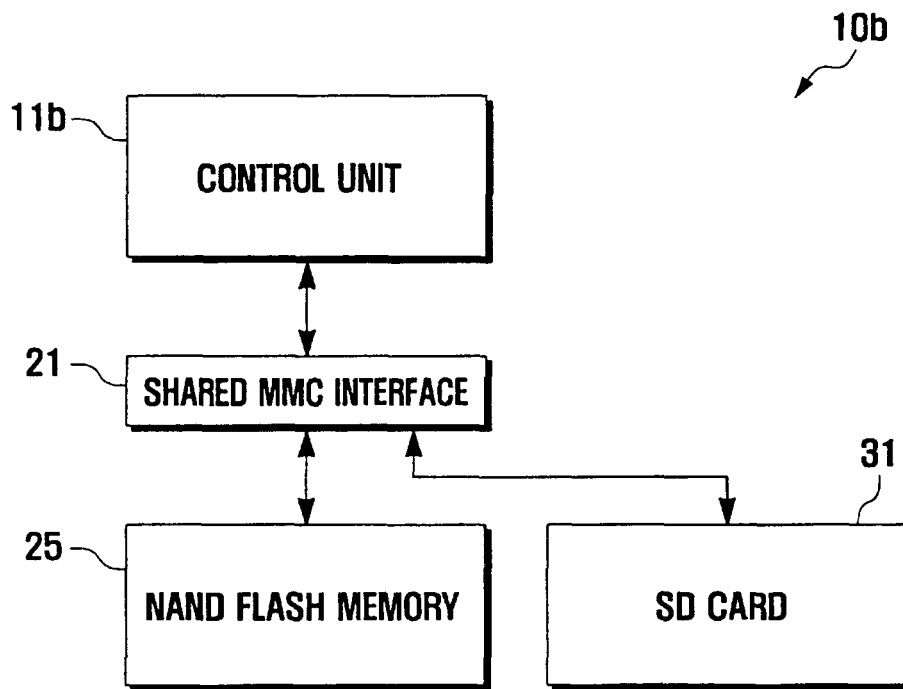 10b
11b
CONTROL UNIT
21
SHARED MMC INTERFACE
31
25
NAND FLASH MEMORY
SD CARD